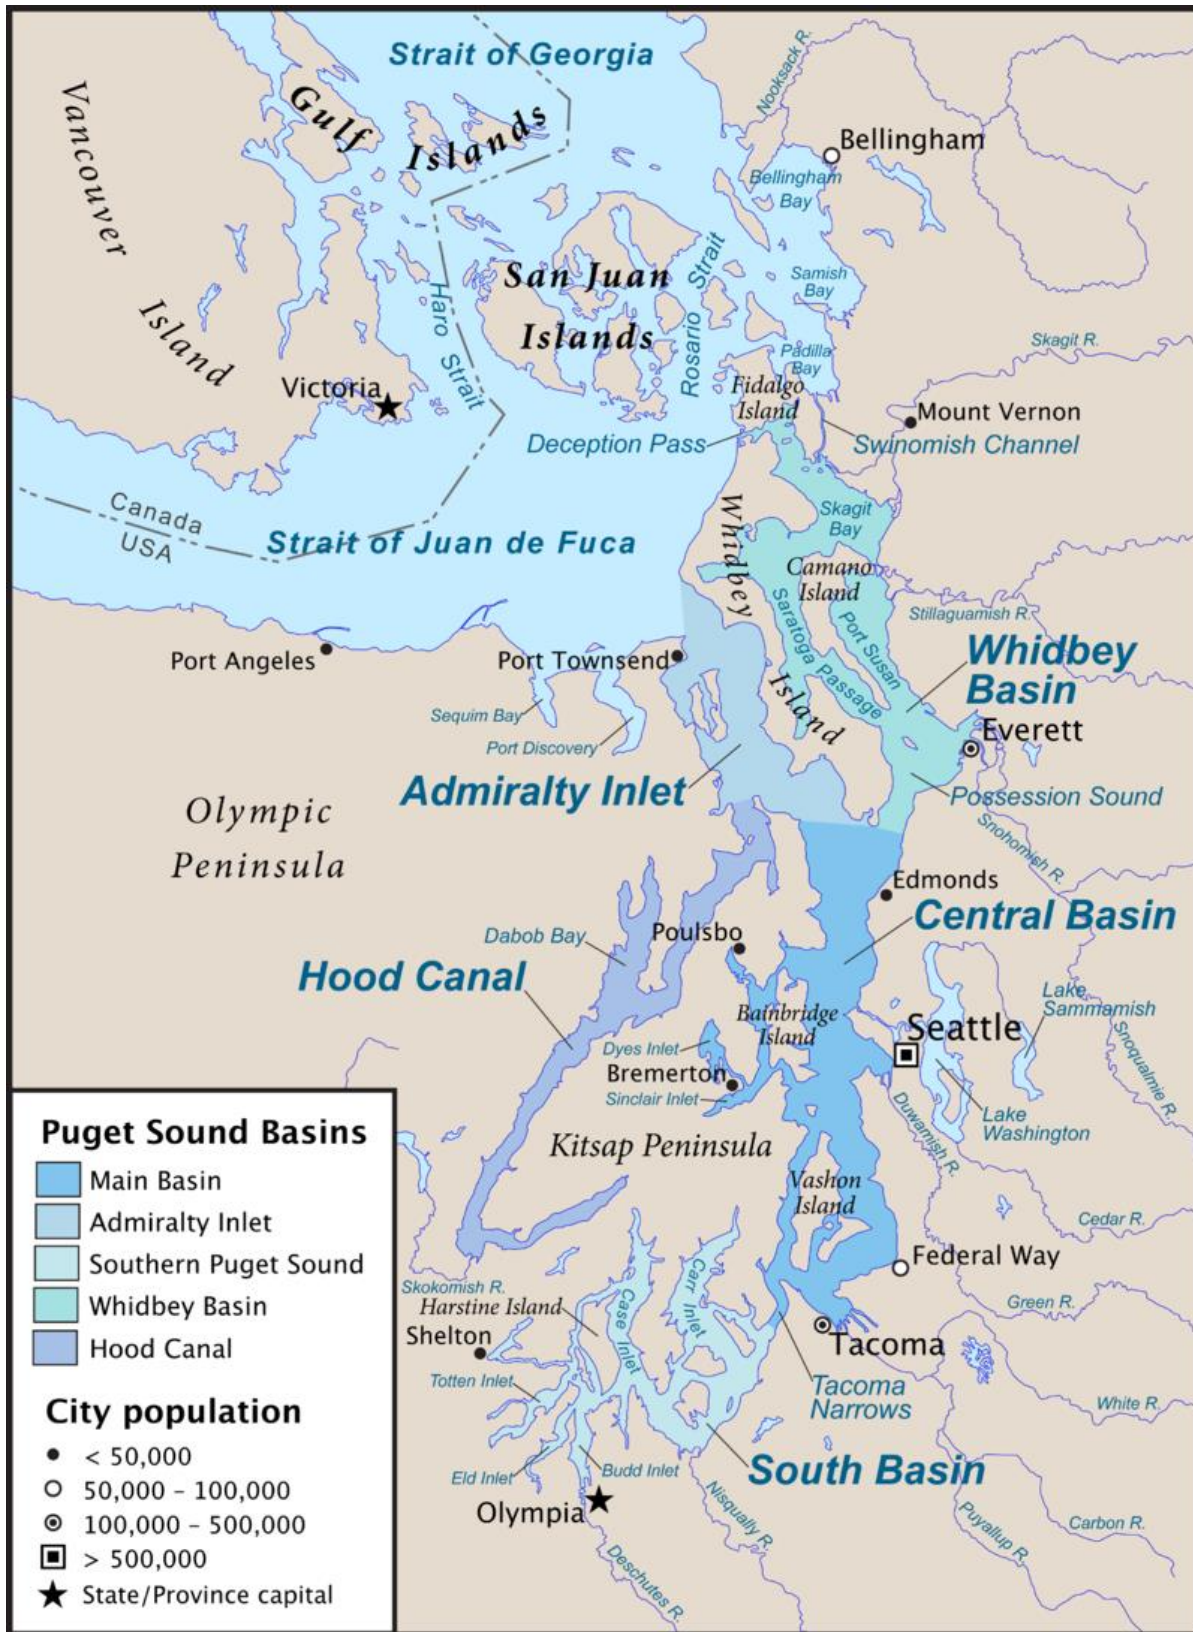 Strait of Georgia
Nooksack R.
Vancouver
Island
Gulf
Islands
Bellingham
Bellingham
Bay
San Juan
Islands
Haro Strait
Rosario Strait
Samish
Bay
Padilla
Bay
Skagit R.
Victoria
Fidalgo
Island
Mount Vernon
Deception Pass
Swinomish Channel
Canada
USA
Strait of Juan de Fuca
Whidbey
Island
Skagit
Bay
Camano
Island
Saratoga Passage
Port Susan
Stillaguamish R.
Port Angeles
Port Townsend
Whidbey
Basin
Sequim Bay
Port Discovery
Everett
Admiralty Inlet
Possession Sound
Olympic
Peninsula
Snohomish R.
Edmonds
Central Basin
Poulsbo
Dabob Bay
Hood Canal
Bainbridge
Island
Seattle
Lake
Sammamish
Snoqualmie R.
Dyes Inlet
Bremerton
Sinclair Inlet
Duwamish R.
Lake
Washington
Kitsap Peninsula
Vashon
Island
Cedar R.
Federal Way
Skokomish R.
Harstine Island
Case Inlet
Carr Inlet
Green R.
Shelton
Tacoma
Totten Inlet
Tacoma
Narrows
White R.
Eld Inlet
Budd Inlet
South Basin
Olympia
Nisqually R.
Puyallup R.
Carbon R.
Deschutes R.
Puget Sound Basins
Main Basin
Admiralty Inlet
Southern Puget Sound
Whidbey Basin
Hood Canal
City population
< 50,000
50,000 – 100,000
100,000 – 500,000
> 500,000
State/Province capital